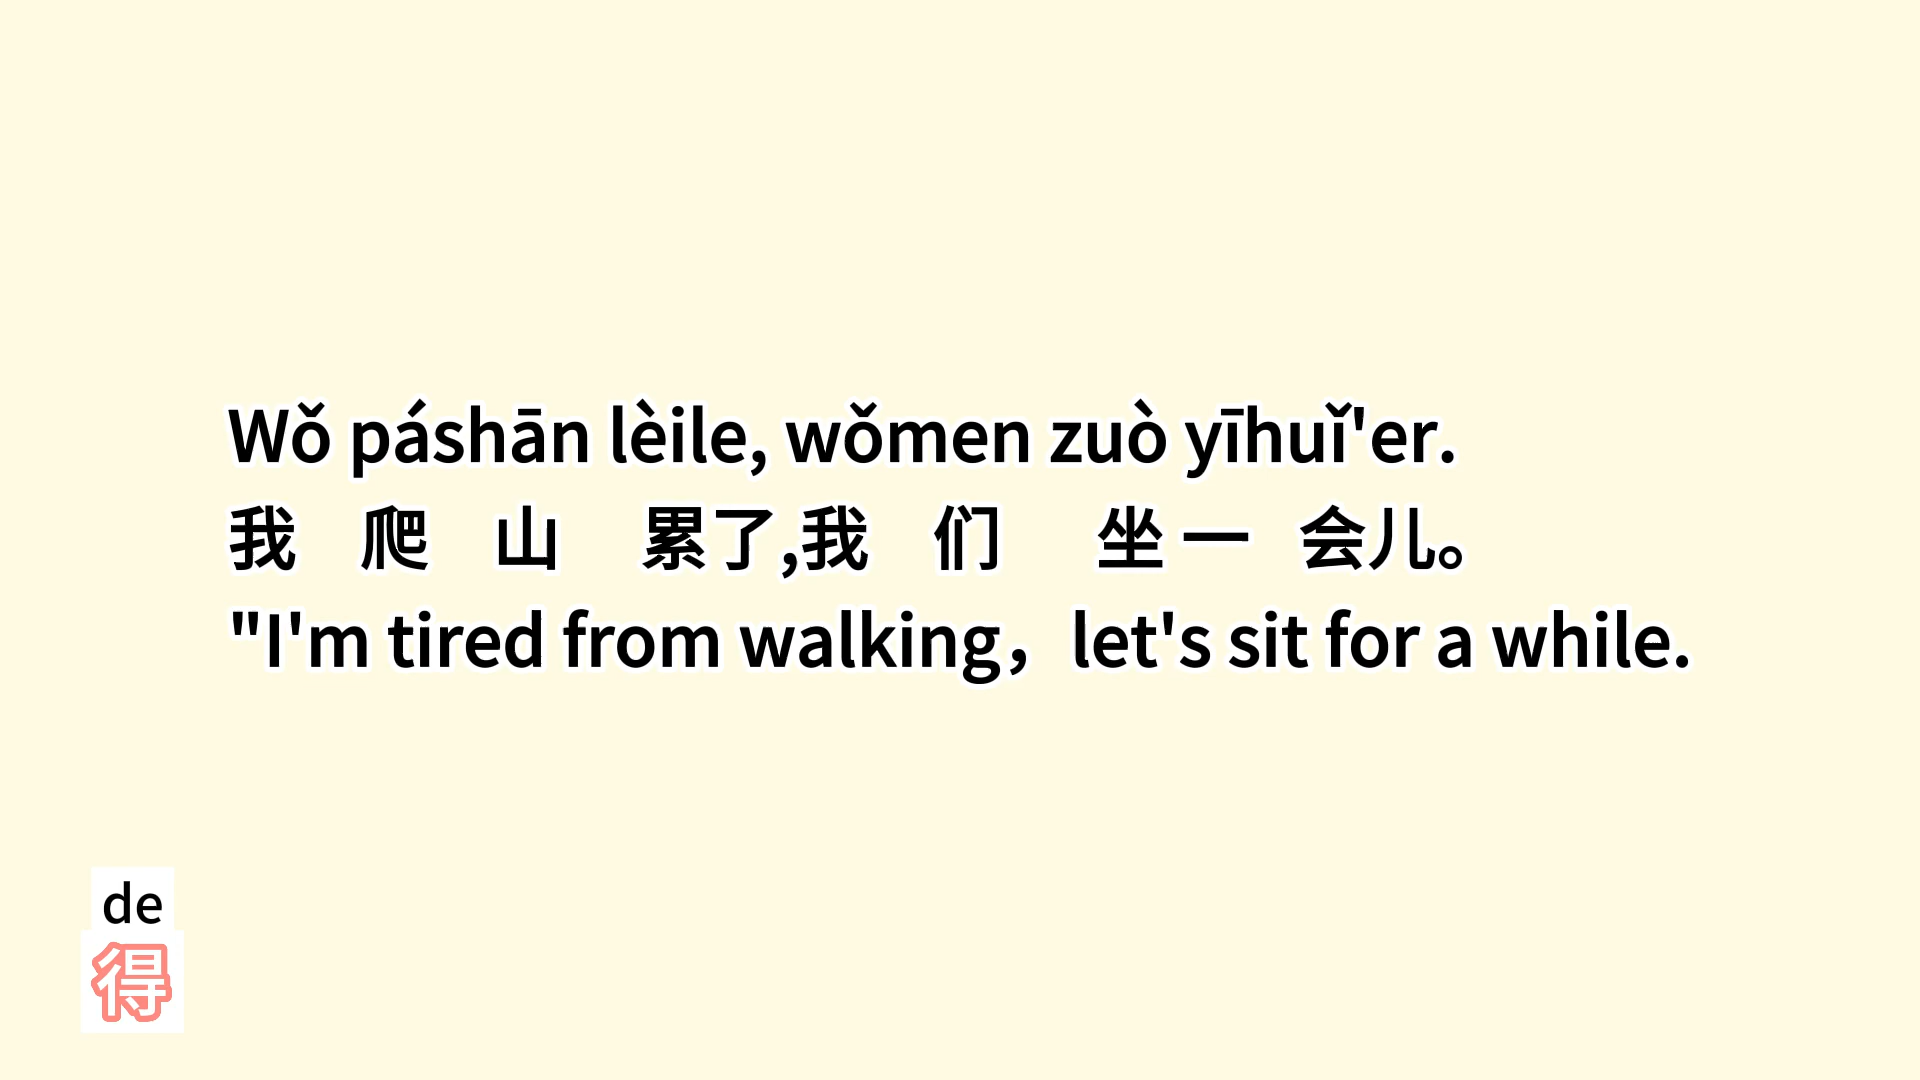 Wǒ páshān lèile, wǒmen zuò yīhuǐ'er.
我 爬 山 累了,我 们 坐 一 会儿。
"I'm tired from walking，let's sit for a while.
de
得